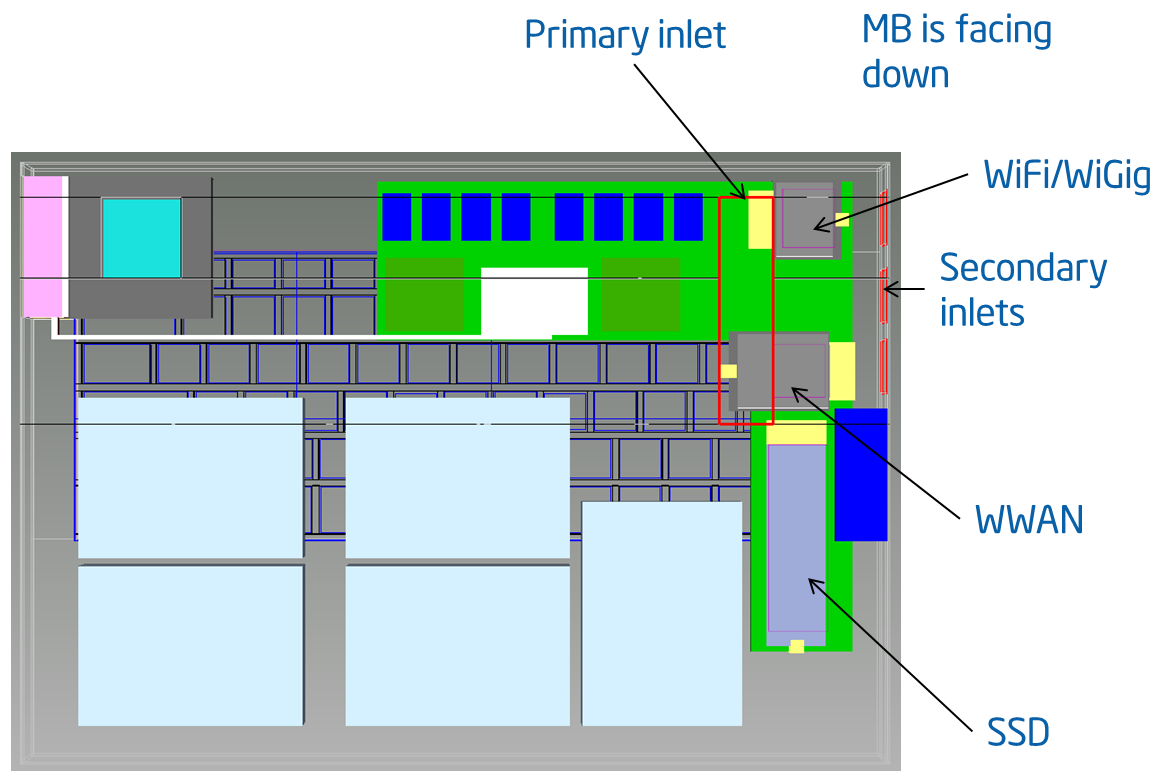 Primary inlet
MB is facing
down
WiFi/WiGig
Secondary
inlets
WWAN
SSD